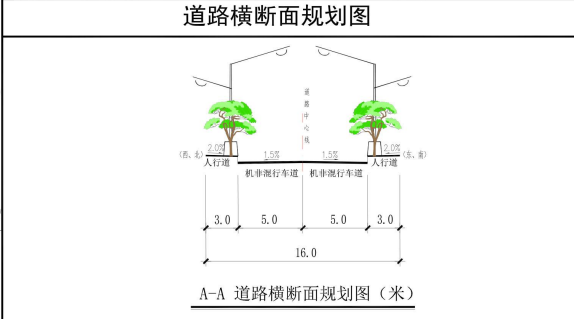 道路横断面规划图
道路中心线
2.0% 1.5% 1.5% 2.0%
(西、北) (东、南)
人行道 机非混行车道 机非混行车道 人行道
3.0 5.0 5.0 3.0
16.0
A-A 道路横断面规划图（米）